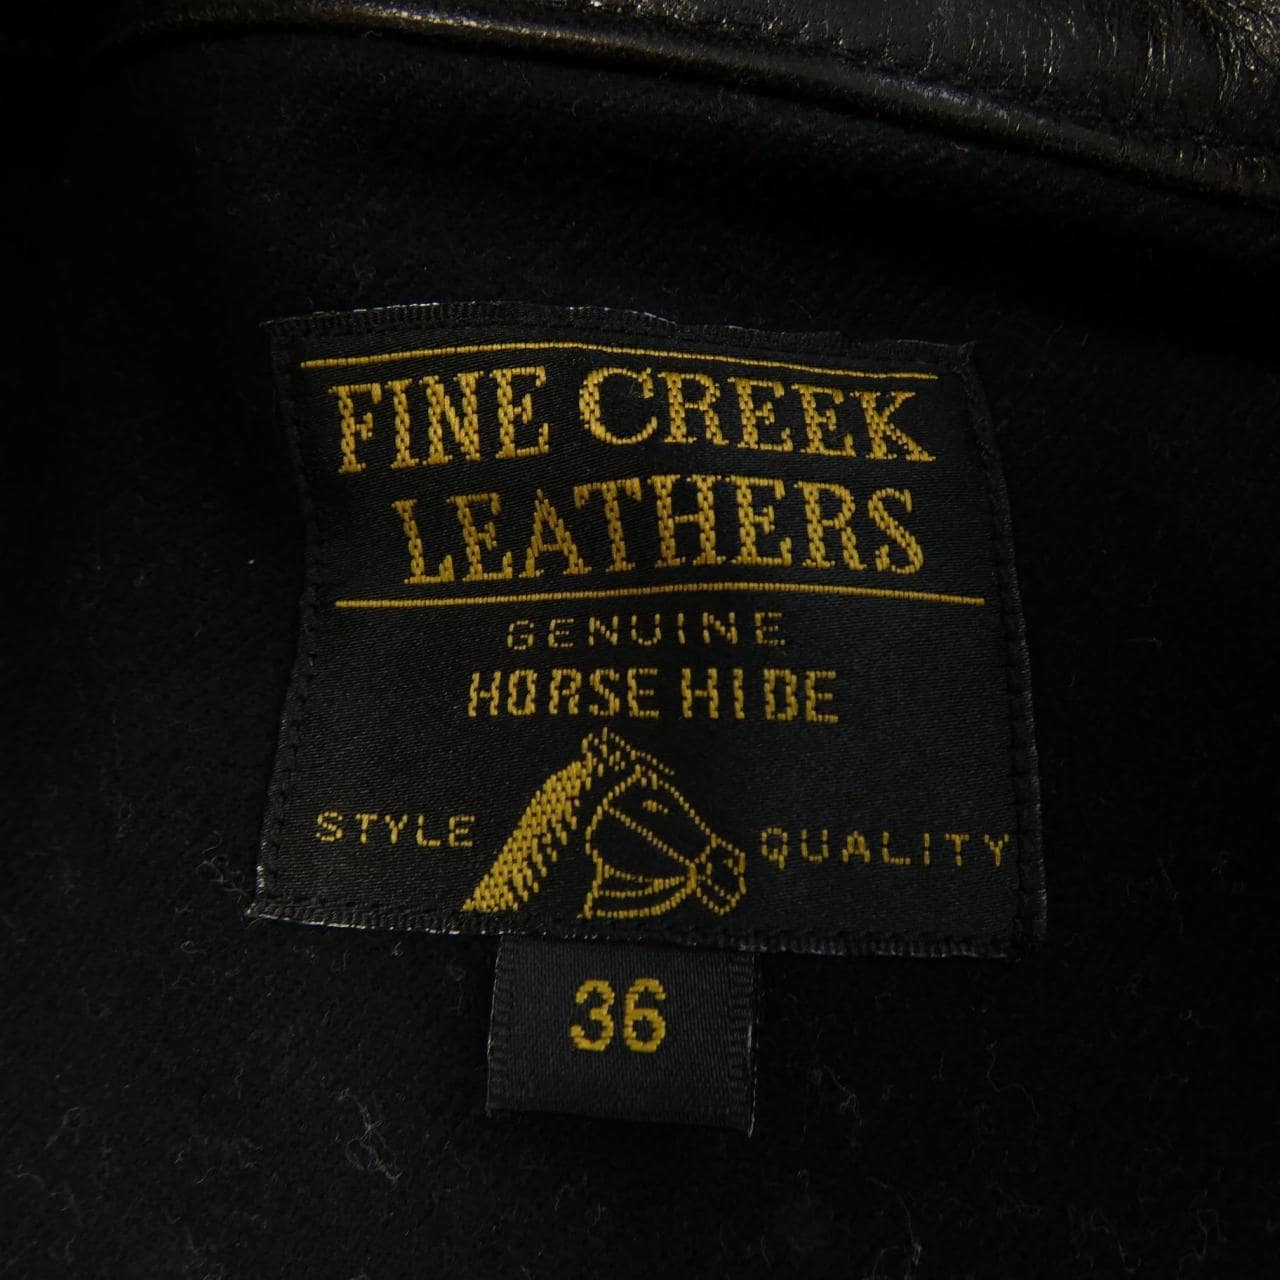 FINE CREEK
LEATHERS
GENUINE
HORSE HIDE
STYLE QUALITY
36